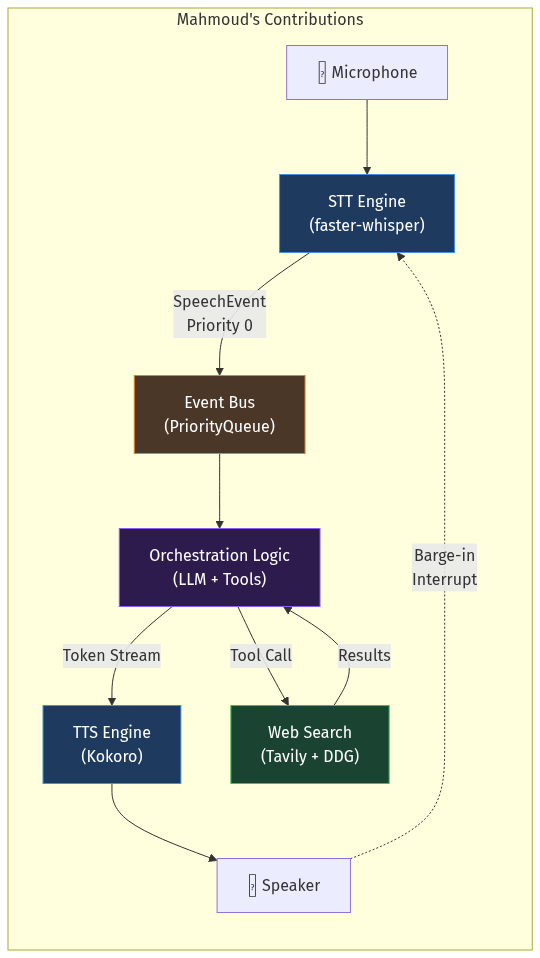 Mahmoud's Contributions
Microphone
STT Engine
(faster-whisper)
SpeechEvent
Priority 0
Event Bus
(PriorityQueue)
Orchestration Logic
(LLM + Tools)
Barge-in
Interrupt
Token Stream
Tool Call
Results
TTS Engine
(Kokoro)
Web Search
(Tavily + DDG)
Speaker